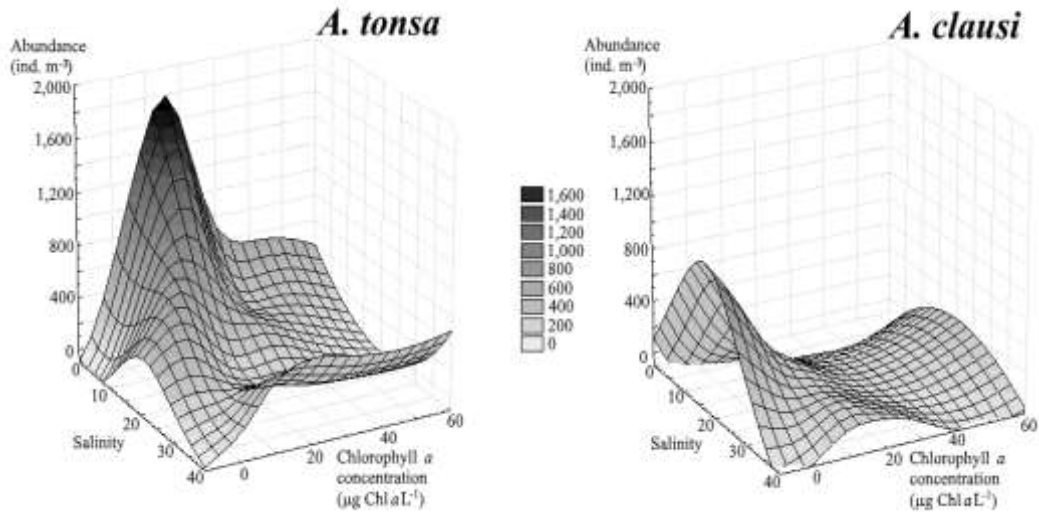 A. tonsa
Abundance
(ind. m⁻³)
2,000
1,600
1,200
800
400
0
0
10
20
30
40
Salinity
0
20
40
60
Chlorophyll a
concentration
(μg Chl a L⁻¹)
1,600
1,400
1,200
1,000
800
600
400
200
0
A. clausi
Abundance
(ind. m⁻³)
2,000
1,600
1,200
800
400
0
0
10
20
30
40
Salinity
0
20
40
60
Chlorophyll a
concentration
(μg Chl a L⁻¹)